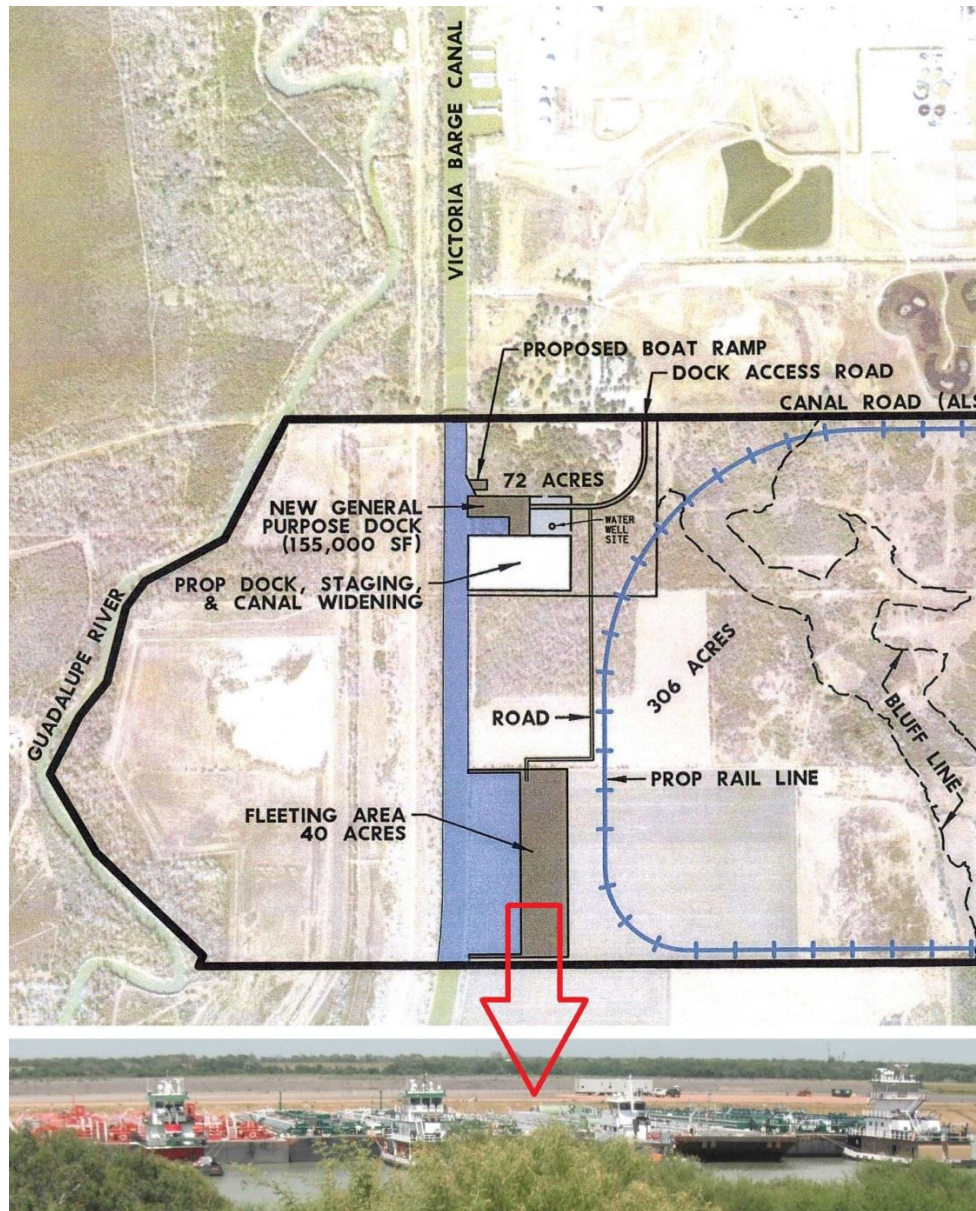 VICTORIA BARGE CANAL
PROPOSED BOAT RAMP
DOCK ACCESS ROAD
CANAL ROAD (ALS
72 ACRES
NEW GENERAL
PURPOSE DOCK
(155,000 SF)
WATER
WELL
SITE
PROP DOCK, STAGING,
& CANAL WIDENING
GUADALUPE RIVER
306 ACRES
BLUFF LINE
ROAD
PROP RAIL LINE
FLEETING AREA
40 ACRES